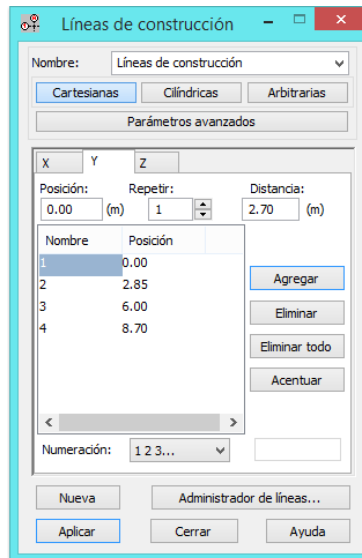 Líneas de construcción
Nombre: Líneas de construcción
Cartesianas Cilíndricas Arbitrarias
Parámetros avanzados
X Y Z
Posición: Repetir: Distancia:
0.00 (m) 1 2.70 (m)
Nombre Posición
1 0.00
2 2.85
3 6.00
4 8.70
Agregar
Eliminar
Eliminar todo
Acentuar
Numeración: 1 2 3...
Nueva Administrador de líneas...
Aplicar Cerrar Ayuda